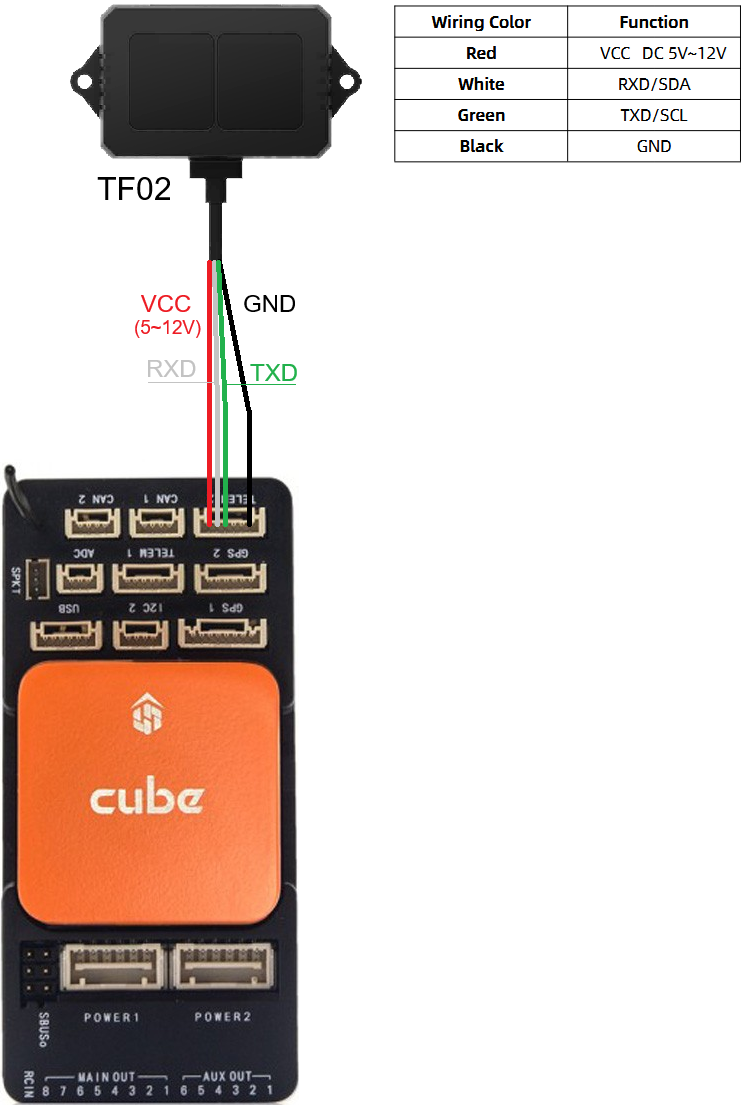 Wiring Color Function
Red VCC DC 5V~12V
White RXD/SDA
Green TXD/SCL
Black GND
TF02
VCC
(5~12V)
GND
RXD
TXD
CAN 2 CAN 1
ADC TELEM 1 GPS 2
SPKT
USB I2C 2 GPS 1
cube
SBUSo
POWER1 POWER2
RCIN
MAIN OUT AUX OUT
8 7 6 5 4 3 2 1 6 5 4 3 2 1